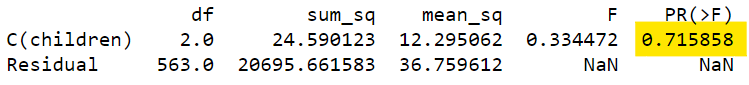 df sum_sq mean_sq F PR(>F)
C(children) 2.0 24.590123 12.295062 0.334472 0.715858
Residual 563.0 20695.661583 36.759612 NaN NaN